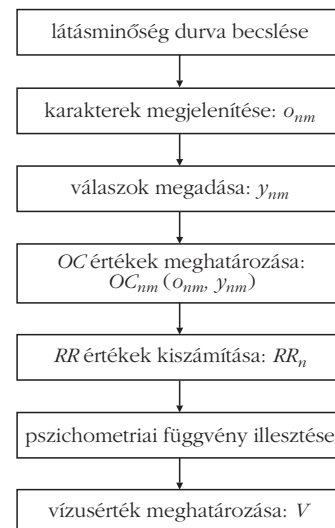 látásminőség durva becslése
karakterek megjelenítése: o_nm
válaszok megadása: y_nm
OC értékek meghatározása:
OC_nm (o_nm, y_nm)
RR értékek kiszámítása: RR_n
pszichometriai függvény illesztése
vízusérték meghatározása: V